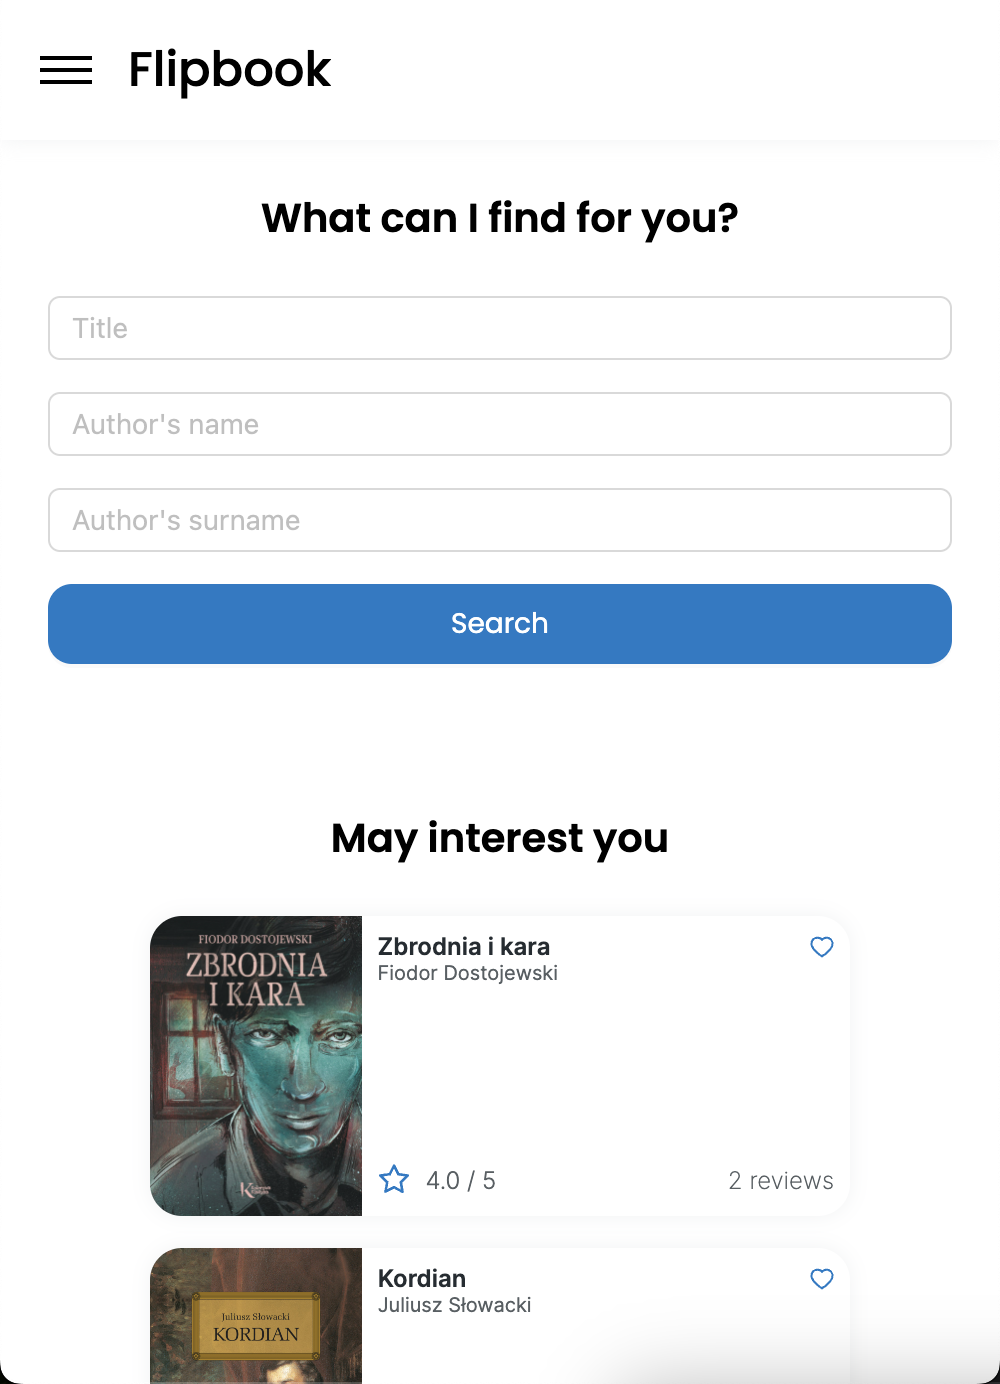 Flipbook
What can I find for you?
Title
Author's name
Author's surname
Search
May interest you
FIODOR DOSTOJEWSKI
ZBRODNIA
I KARA
Zbrodnia i kara
Fiodor Dostojewski
4.0 / 5
2 reviews
Juliusz Słowacki
KORDIAN
Kordian
Juliusz Słowacki